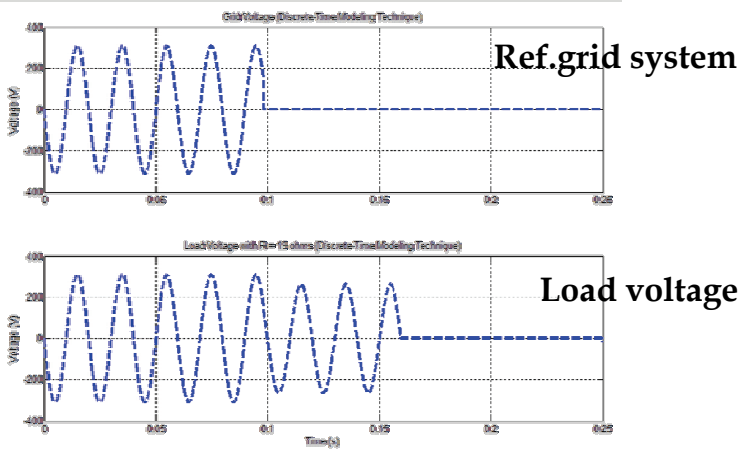 Grid Voltage (Discrete-Time Modeling Technique)
Ref.grid system
400
200
0
-200
-400
Voltage (V)
0 0.05 0.1 0.15 0.2 0.25
Load Voltage with R = 15 ohms (Discrete-Time Modeling Technique)
Load voltage
400
200
0
-200
-400
Voltage (V)
0 0.05 0.1 0.15 0.2 0.25
Time (s)